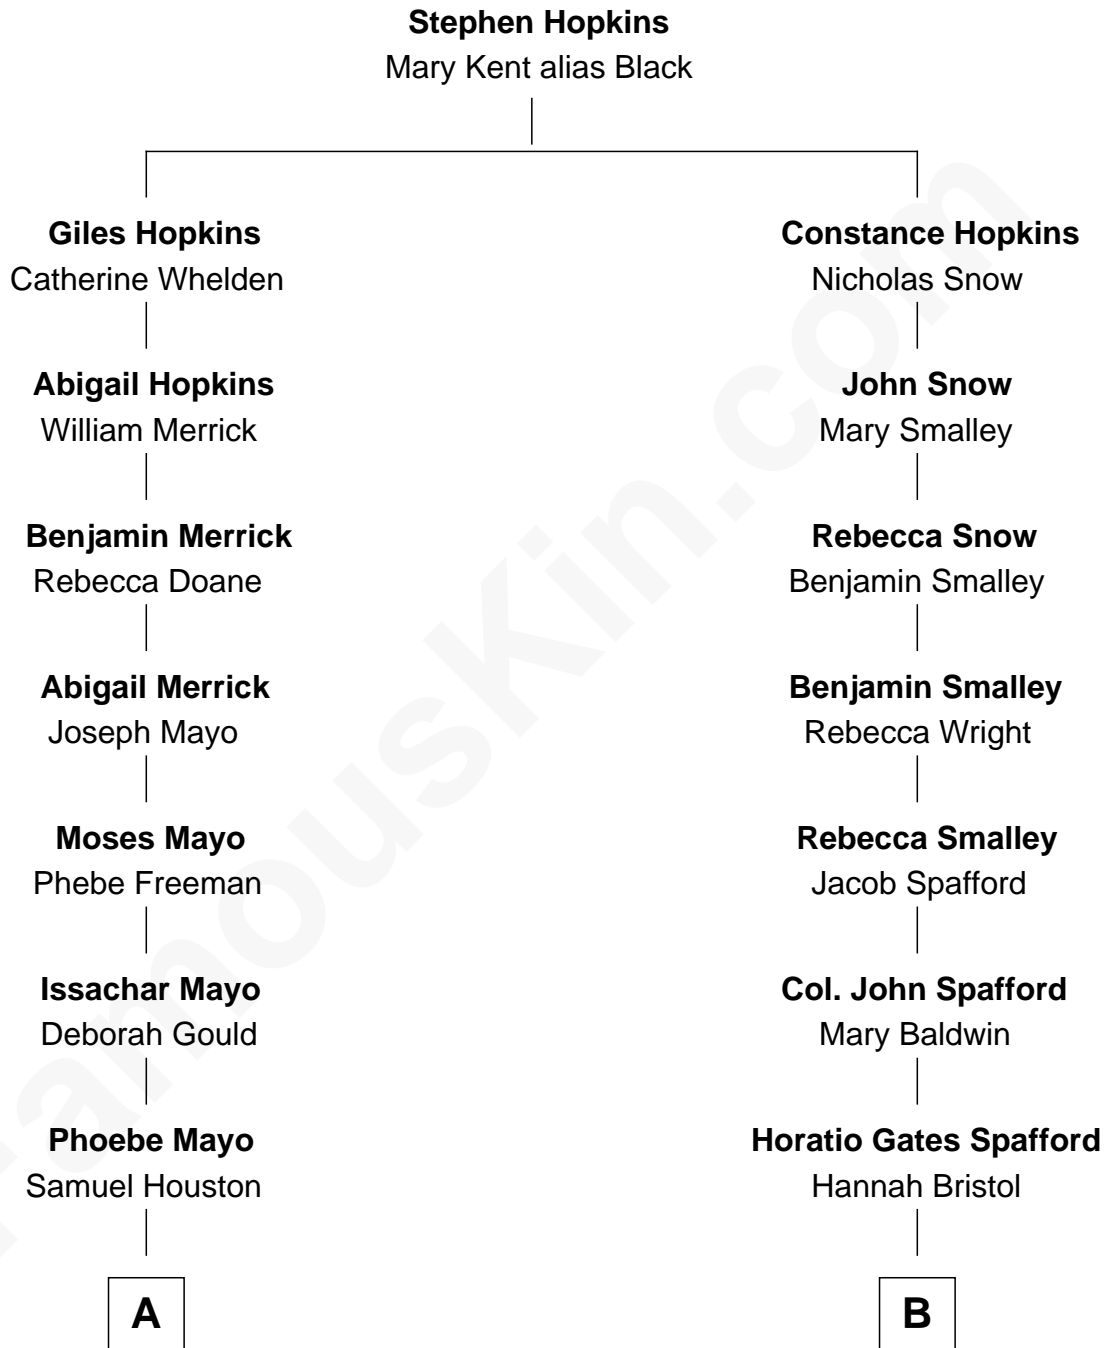 Stephen Hopkins
Mary Kent alias Black
Giles Hopkins
Catherine Whelden
Constance Hopkins
Nicholas Snow
Abigail Hopkins
William Merrick
John Snow
Mary Smalley
Benjamin Merrick
Rebecca Doane
Rebecca Snow
Benjamin Smalley
Abigail Merrick
Joseph Mayo
Benjamin Smalley
Rebecca Wright
Moses Mayo
Phebe Freeman
Rebecca Smalley
Jacob Spafford
Issachar Mayo
Deborah Gould
Col. John Spafford
Mary Baldwin
Phoebe Mayo
Samuel Houston
Horatio Gates Spafford
Hannah Bristol
A
B
FamousKin.com